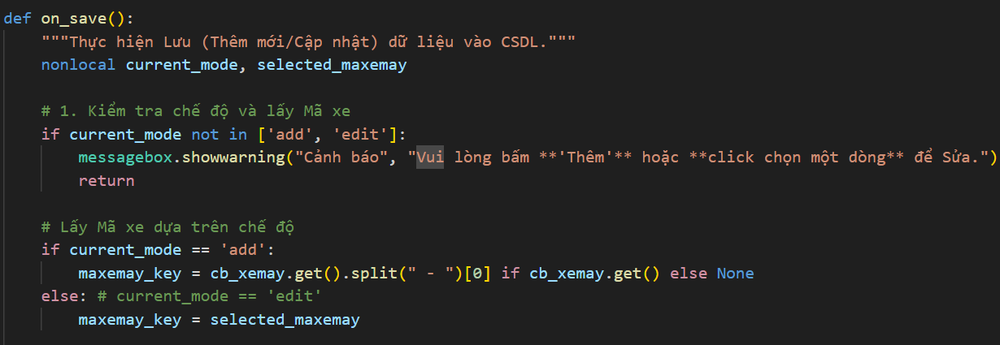 def on_save():
"""Thực hiện Lưu (Thêm mới/Cập nhật) dữ liệu vào CSDL."""
nonlocal current_mode, selected_maxemay
# 1. Kiểm tra chế độ và lấy Mã xe
if current_mode not in ['add', 'edit']:
messagebox.showwarning("Cảnh báo", "Vui lòng bấm **'Thêm'** hoặc **click chọn một dòng** để Sửa.")
return
# Lấy Mã xe dựa trên chế độ
if current_mode == 'add':
maxemay_key = cb_xemay.get().split(" - ")[0] if cb_xemay.get() else None
else: # current_mode == 'edit'
maxemay_key = selected_maxemay